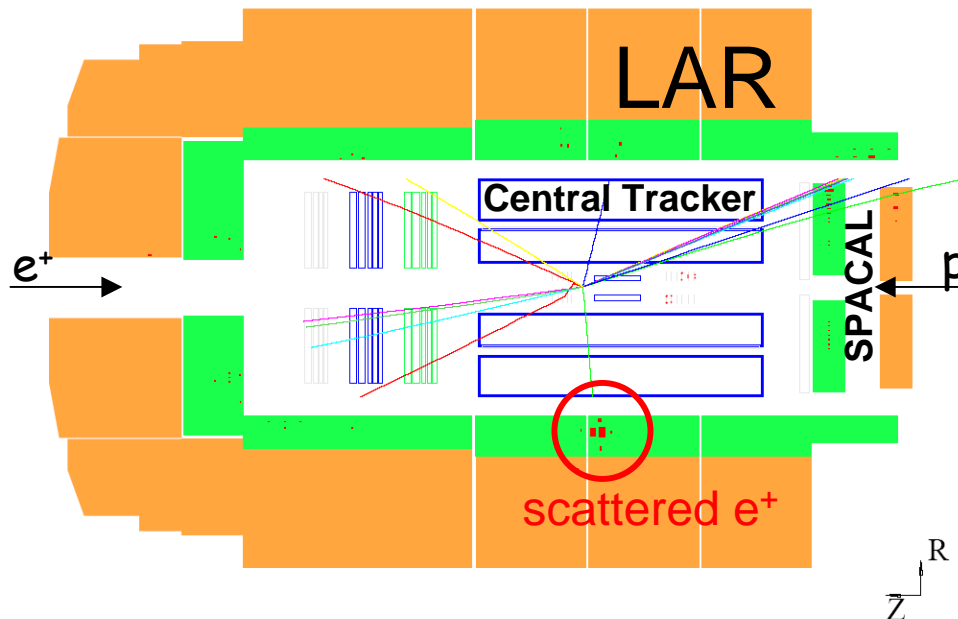 LAR
Central Tracker
e⁺
p
SPACAL
scattered e⁺
R
Z